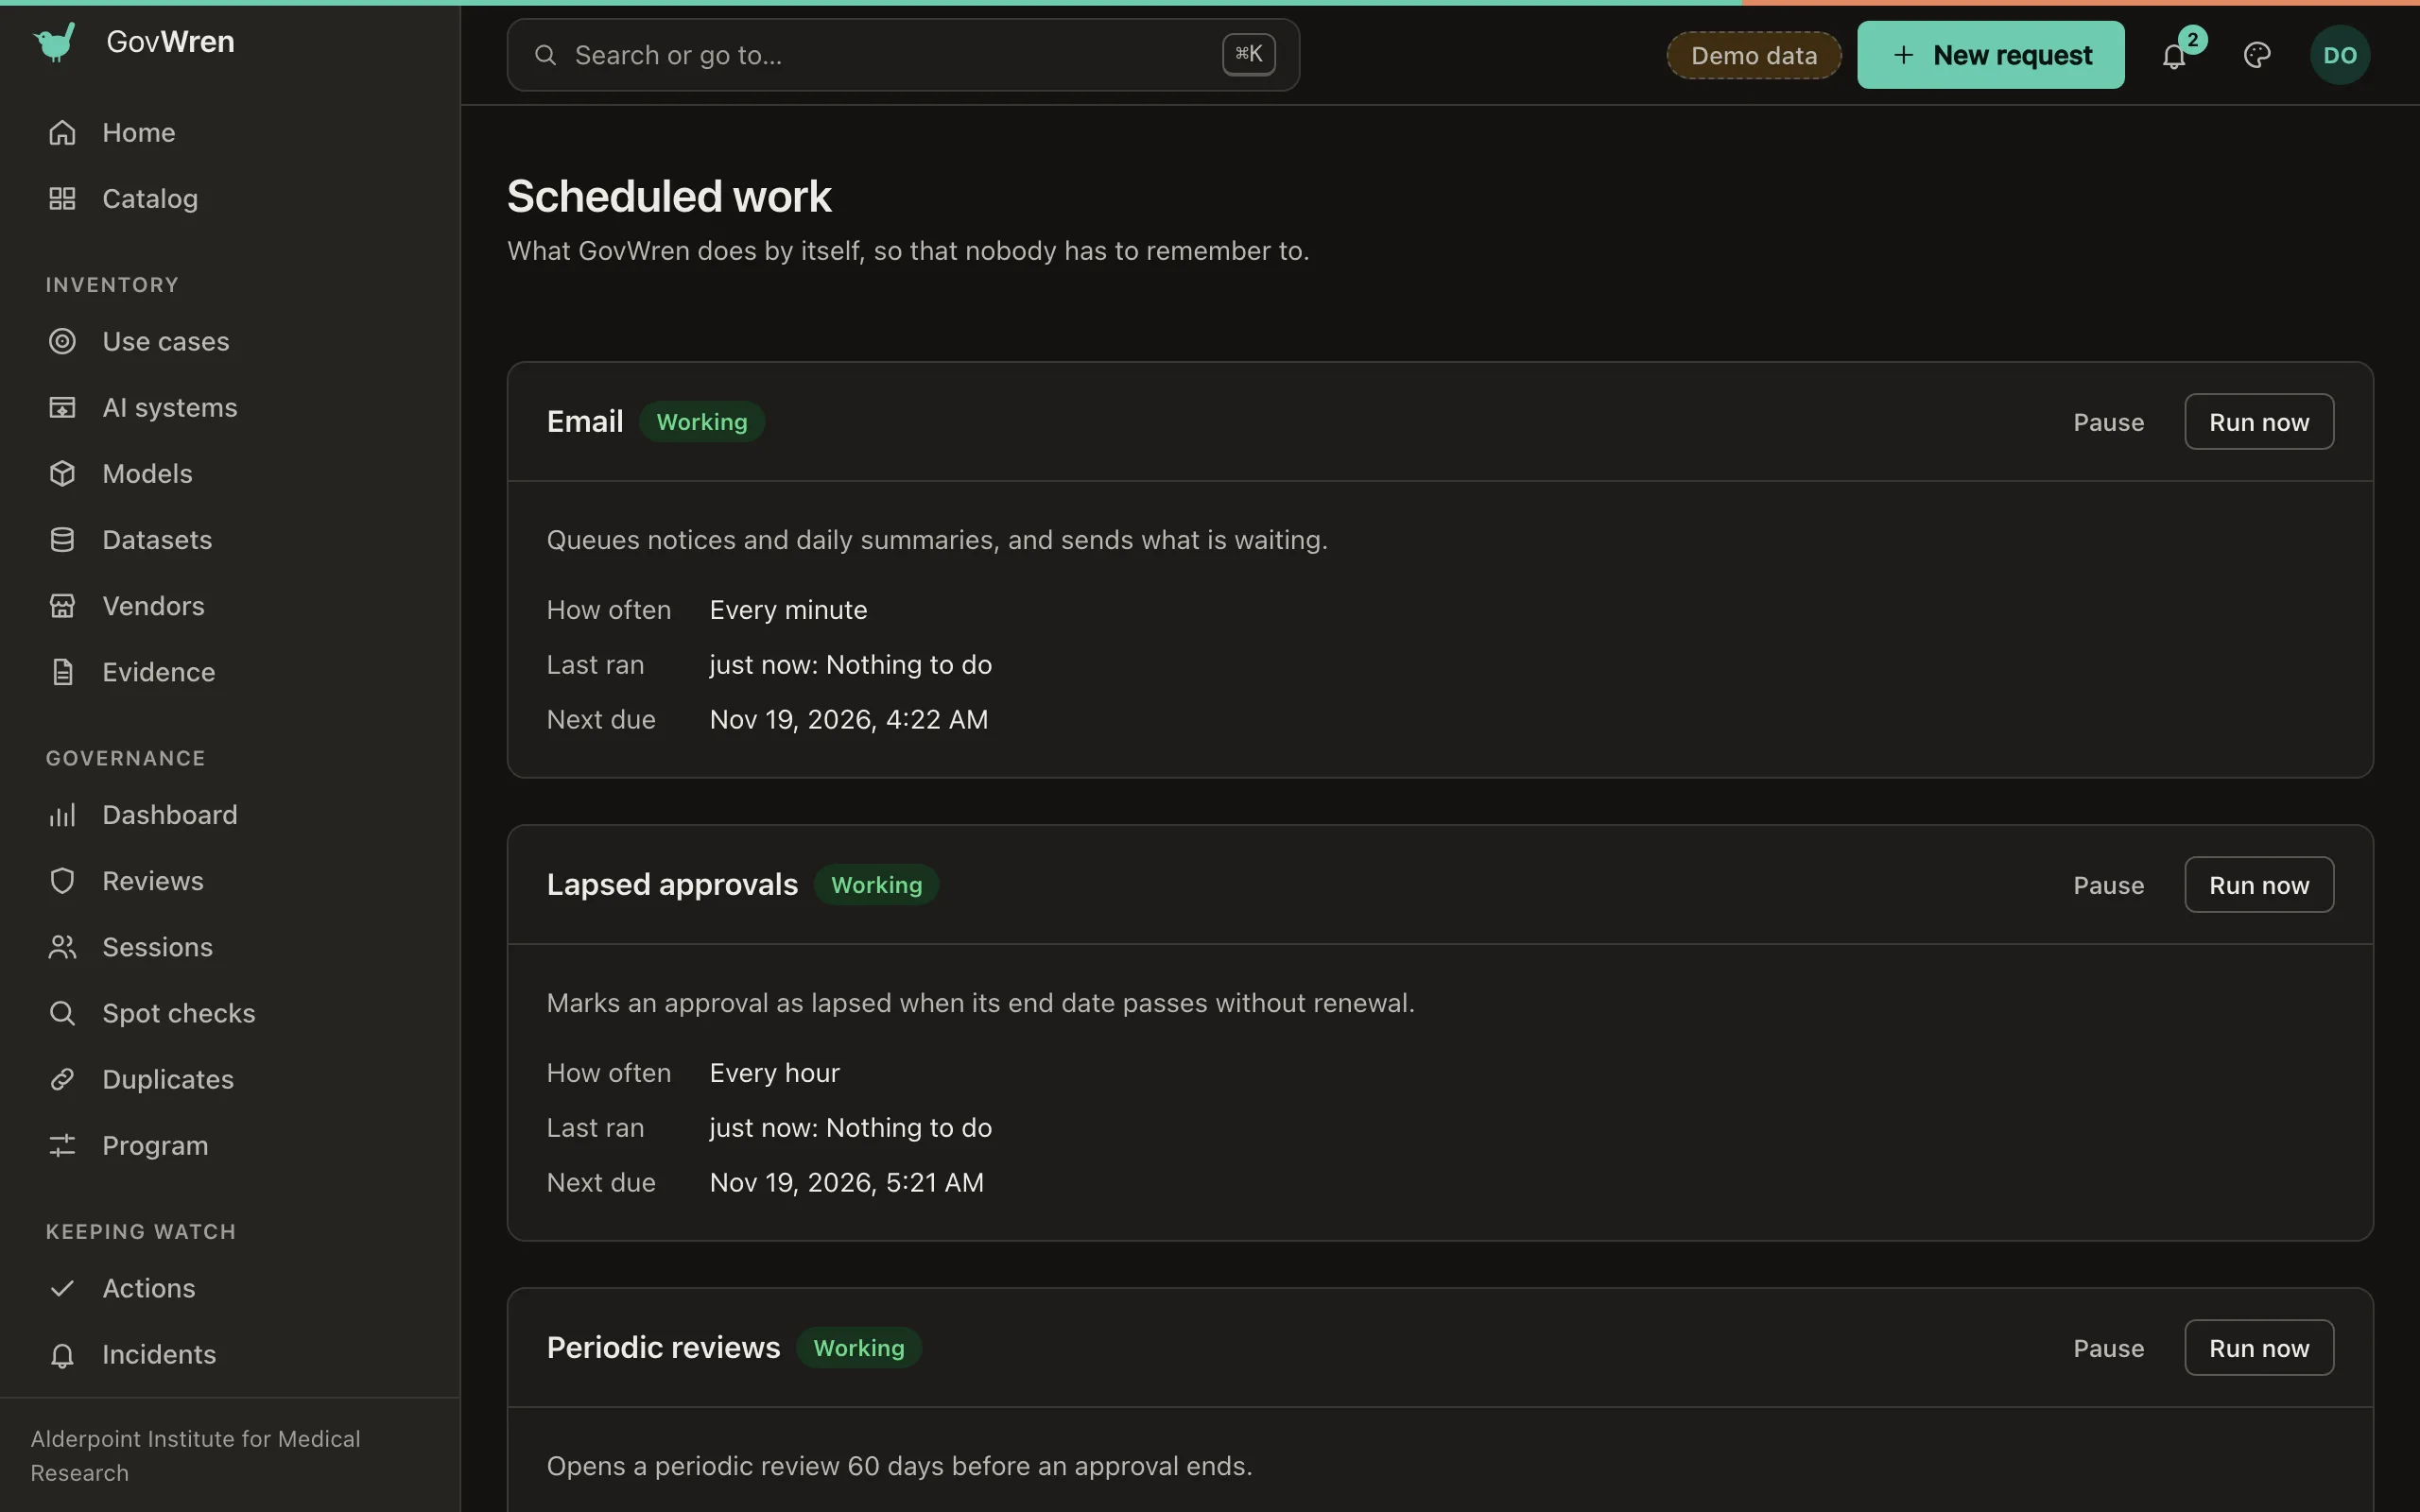 GovWren
Search or go to...
⌘K
Demo data
+ New request
2
DO
Home
Catalog
INVENTORY
Use cases
AI systems
Models
Datasets
Vendors
Evidence
GOVERNANCE
Dashboard
Reviews
Sessions
Spot checks
Duplicates
Program
KEEPING WATCH
Actions
Incidents
Alderpoint Institute for Medical
Research
Scheduled work
What GovWren does by itself, so that nobody has to remember to.
Email Working Pause Run now
Queues notices and daily summaries, and sends what is waiting.
How often Every minute
Last ran just now: Nothing to do
Next due Nov 19, 2026, 4:22 AM
Lapsed approvals Working Pause Run now
Marks an approval as lapsed when its end date passes without renewal.
How often Every hour
Last ran just now: Nothing to do
Next due Nov 19, 2026, 5:21 AM
Periodic reviews Working Pause Run now
Opens a periodic review 60 days before an approval ends.